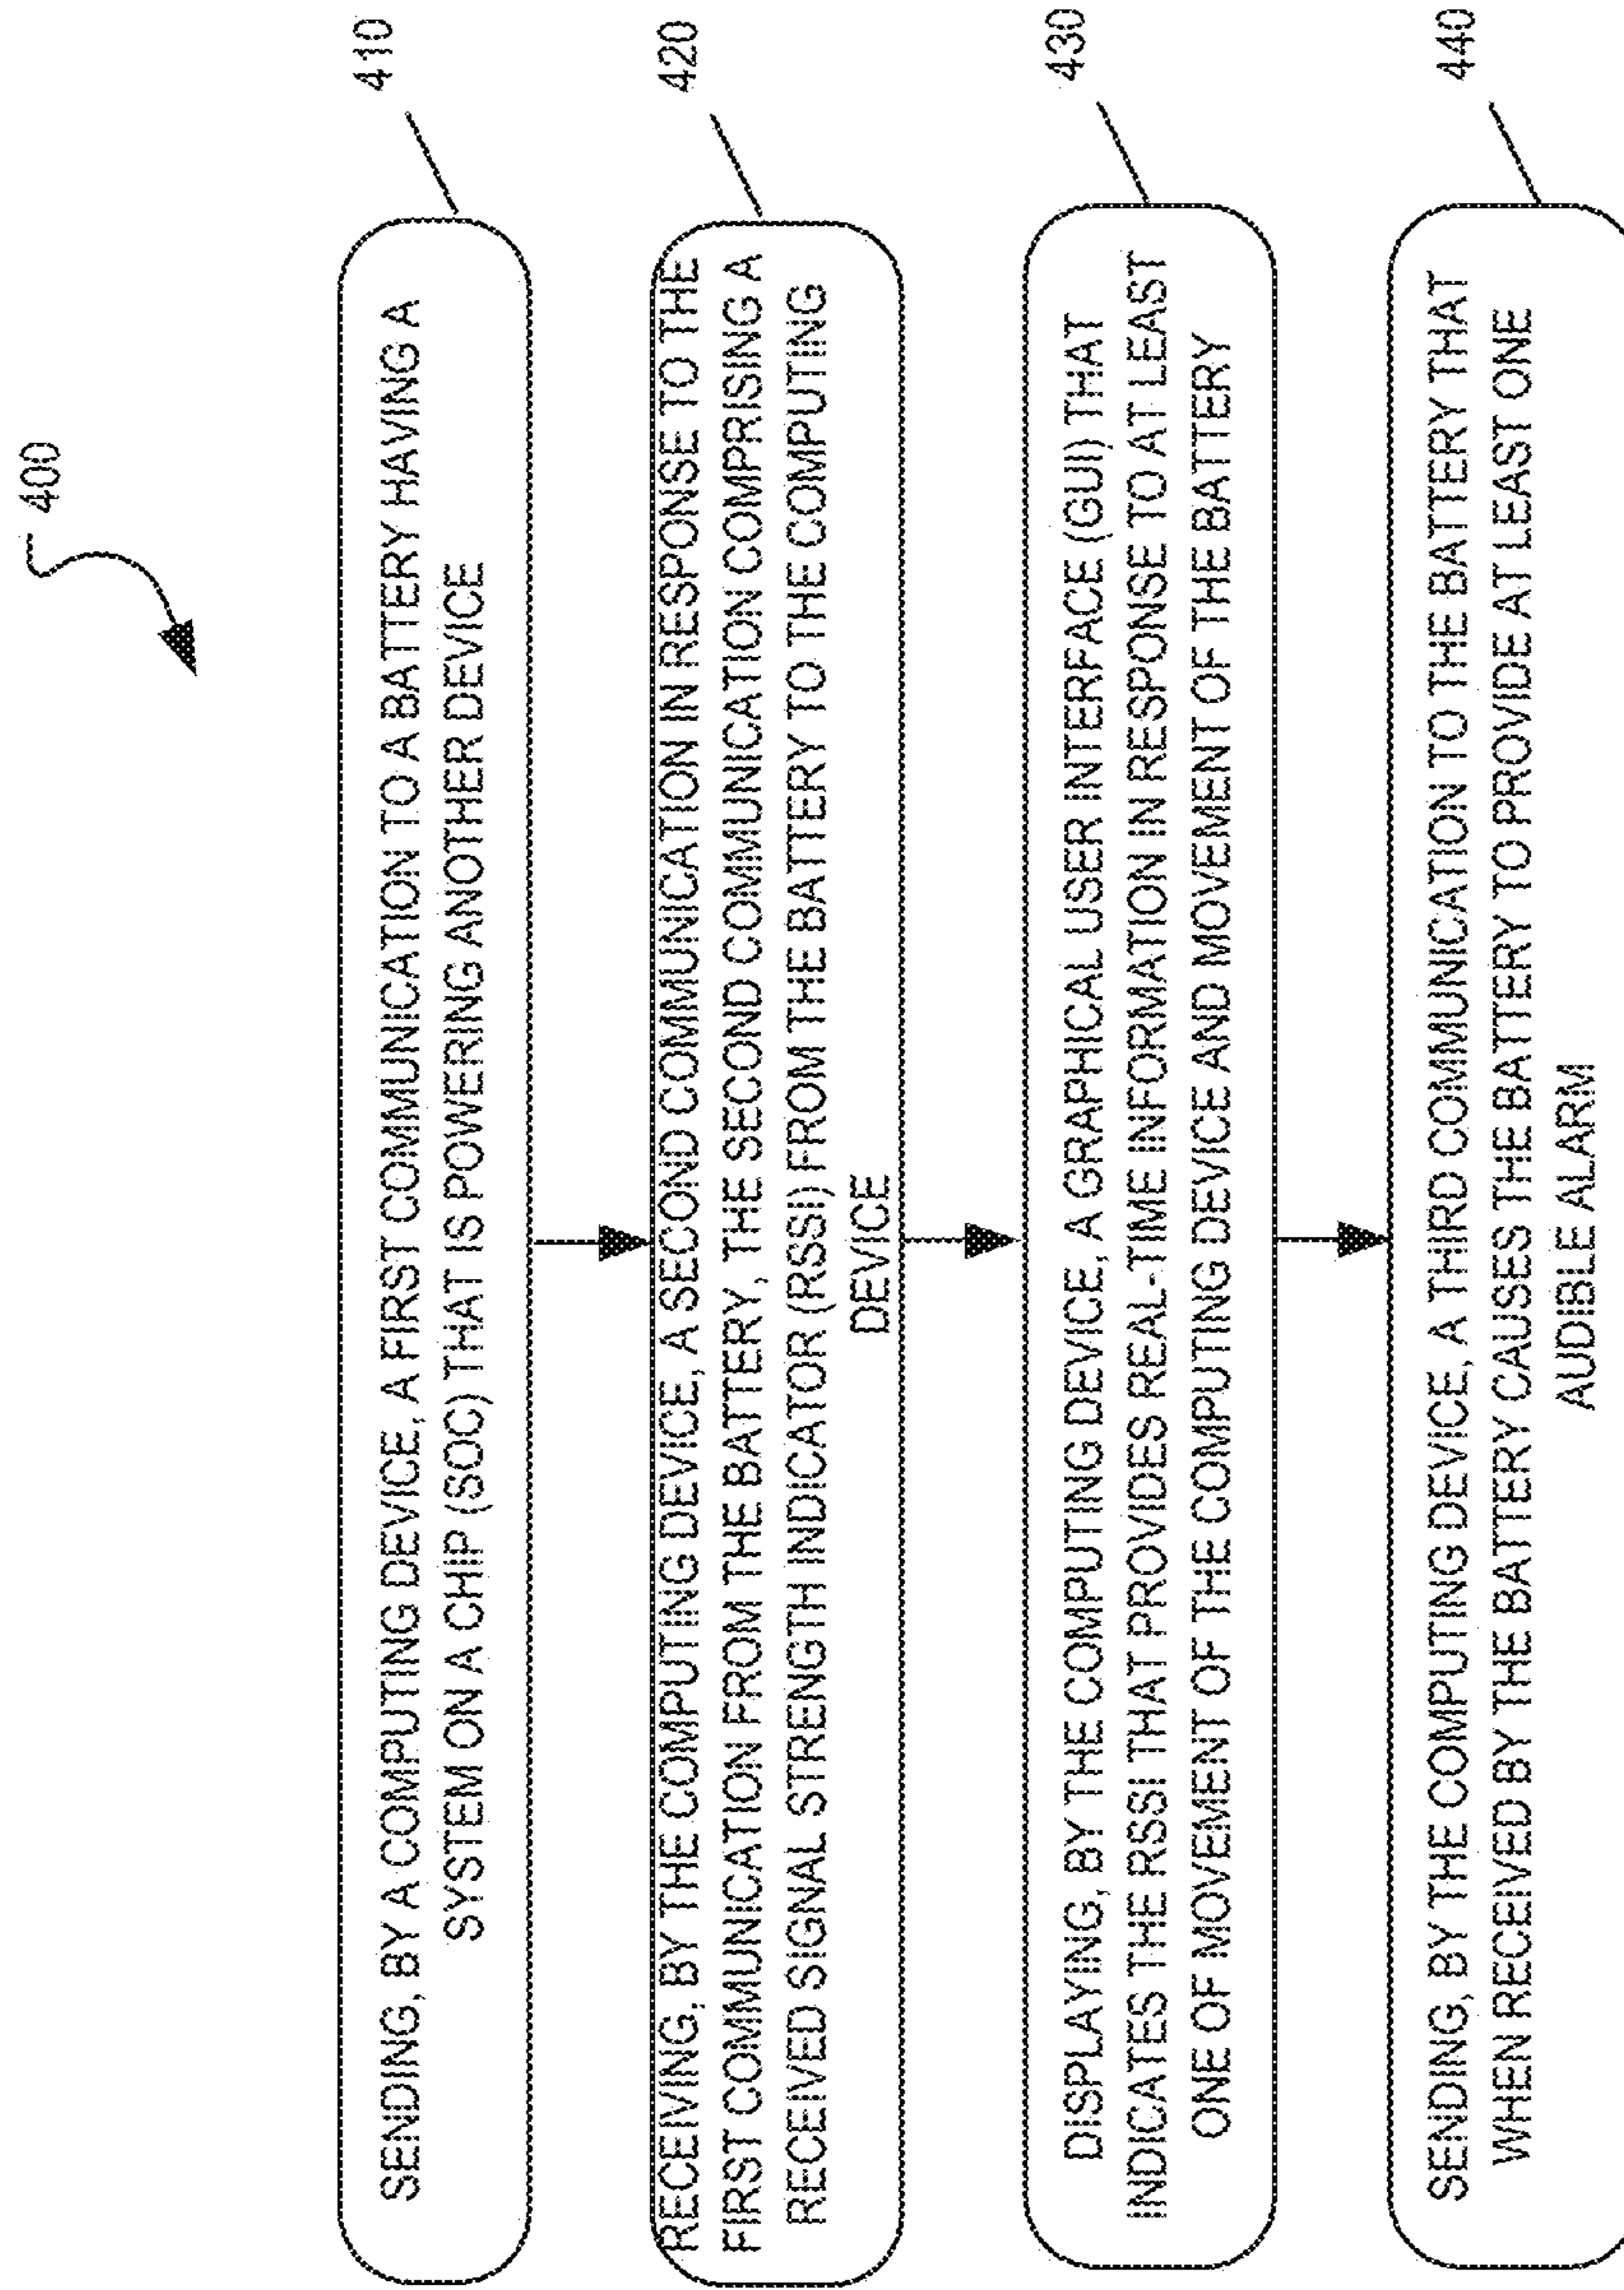 400
410
SENDING, BY A COMPUTING DEVICE, A FIRST COMMUNICATION TO A BATTERY HAVING A
SYSTEM ON A CHIP (SOC) THAT IS POWERING ANOTHER DEVICE
420
RECEIVING, BY THE COMPUTING DEVICE, A SECOND COMMUNICATION IN RESPONSE TO THE
FIRST COMMUNICATION FROM THE BATTERY, THE SECOND COMMUNICATION COMPRISING A
RECEIVED SIGNAL STRENGTH INDICATOR (RSSI) FROM THE BATTERY TO THE COMPUTING
DEVICE
430
DISPLAYING, BY THE COMPUTING DEVICE, A GRAPHICAL USER INTERFACE (GUI) THAT
INDICATES THE RSSI THAT PROVIDES REAL-TIME INFORMATION IN RESPONSE TO AT LEAST
ONE OF MOVEMENT OF THE COMPUTING DEVICE AND MOVEMENT OF THE BATTERY
440
SENDING, BY THE COMPUTING DEVICE, A THIRD COMMUNICATION TO THE BATTERY THAT
WHEN RECEIVED BY THE BATTERY CAUSES THE BATTERY TO PROVIDE AT LEAST ONE
AUDIBLE ALARM